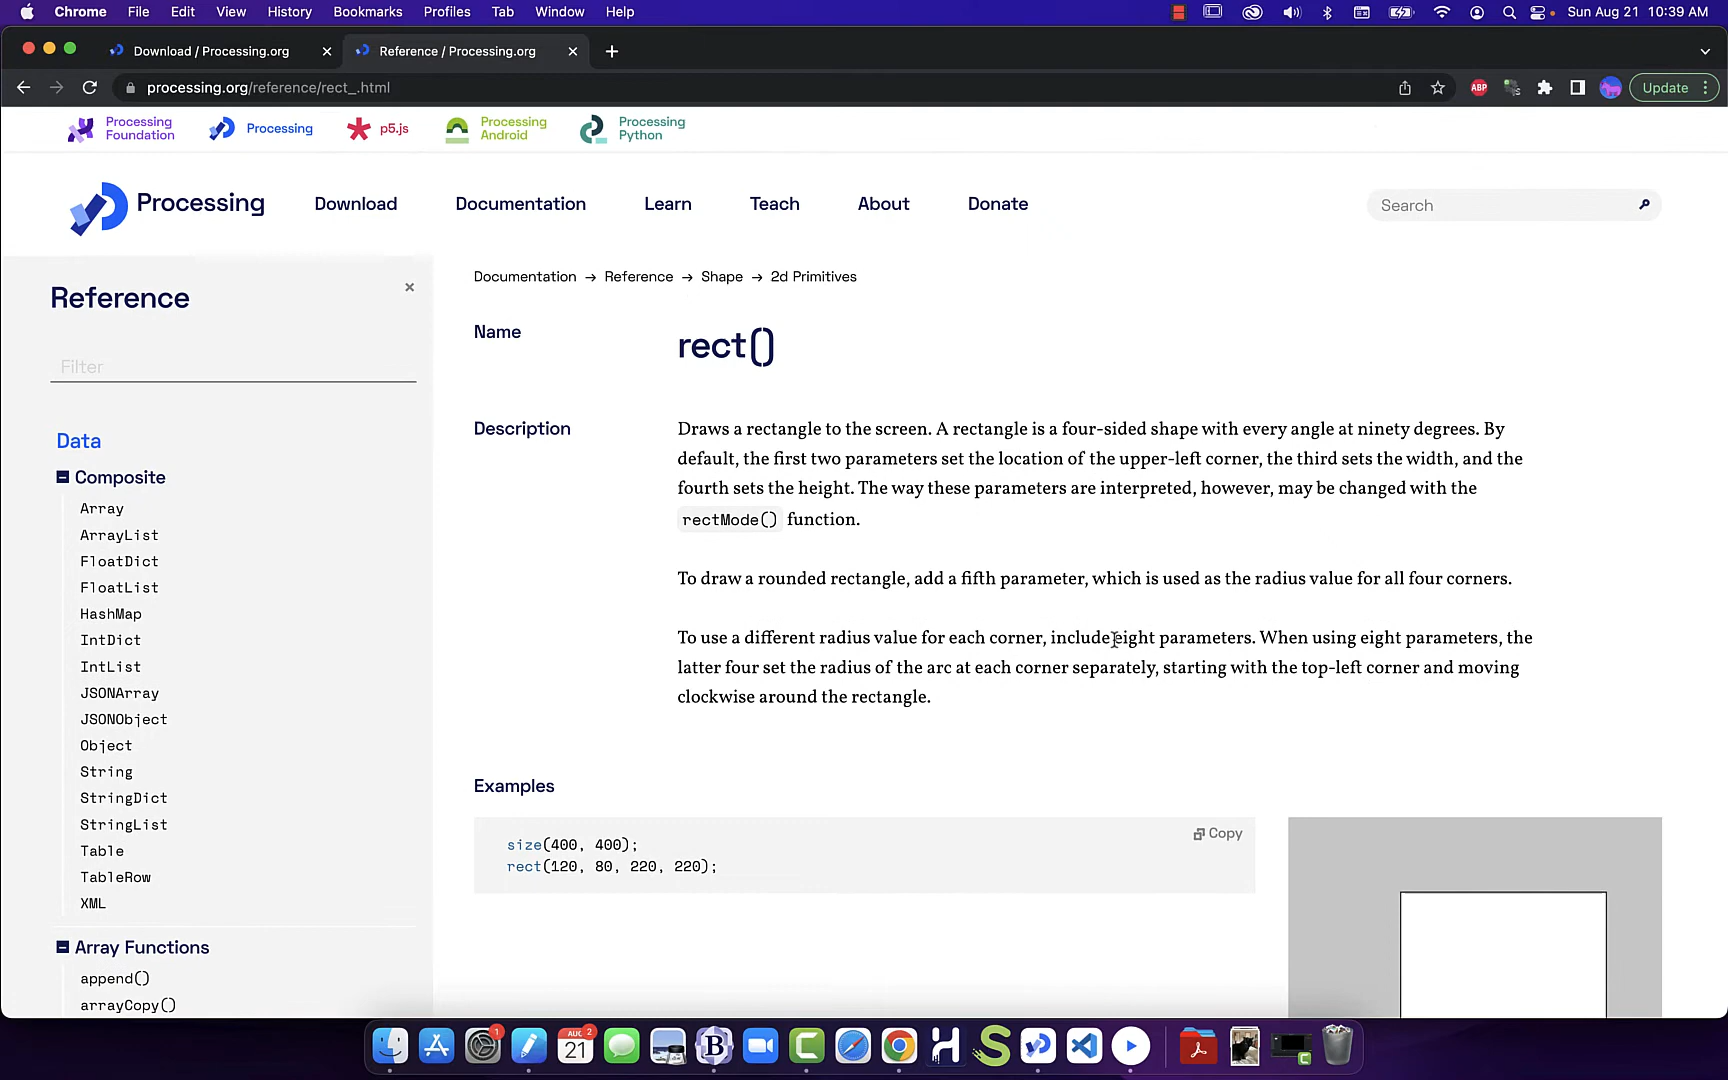 Chrome File Edit View History Bookmarks Profiles Tab Window Help Sun Aug 21 10:39 AM
Download / Processing.org Reference / Processing.org
processing.org/reference/rect_.html ABP Update
Processing Foundation
Processing
p5.js
Processing Android
Processing Python
Processing Download Documentation Learn Teach About Donate Search
Reference
Filter
Data
Composite
Array
ArrayList
FloatDict
FloatList
HashMap
IntDict
IntList
JSONArray
JSONObject
Object
String
StringDict
StringList
Table
TableRow
XML
Array Functions
append()
arrayCopy()
Documentation → Reference → Shape → 2d Primitives
Name
rect()
Description
Draws a rectangle to the screen. A rectangle is a four-sided shape with every angle at ninety degrees. By
default, the first two parameters set the location of the upper-left corner, the third sets the width, and the
fourth sets the height. The way these parameters are interpreted, however, may be changed with the
rectMode() function.
To draw a rounded rectangle, add a fifth parameter, which is used as the radius value for all four corners.
To use a different radius value for each corner, include eight parameters. When using eight parameters, the
latter four set the radius of the arc at each corner separately, starting with the top-left corner and moving
clockwise around the rectangle.
Examples
Copy
size(400, 400);
rect(120, 80, 220, 220);
1
AUG 2
21
B